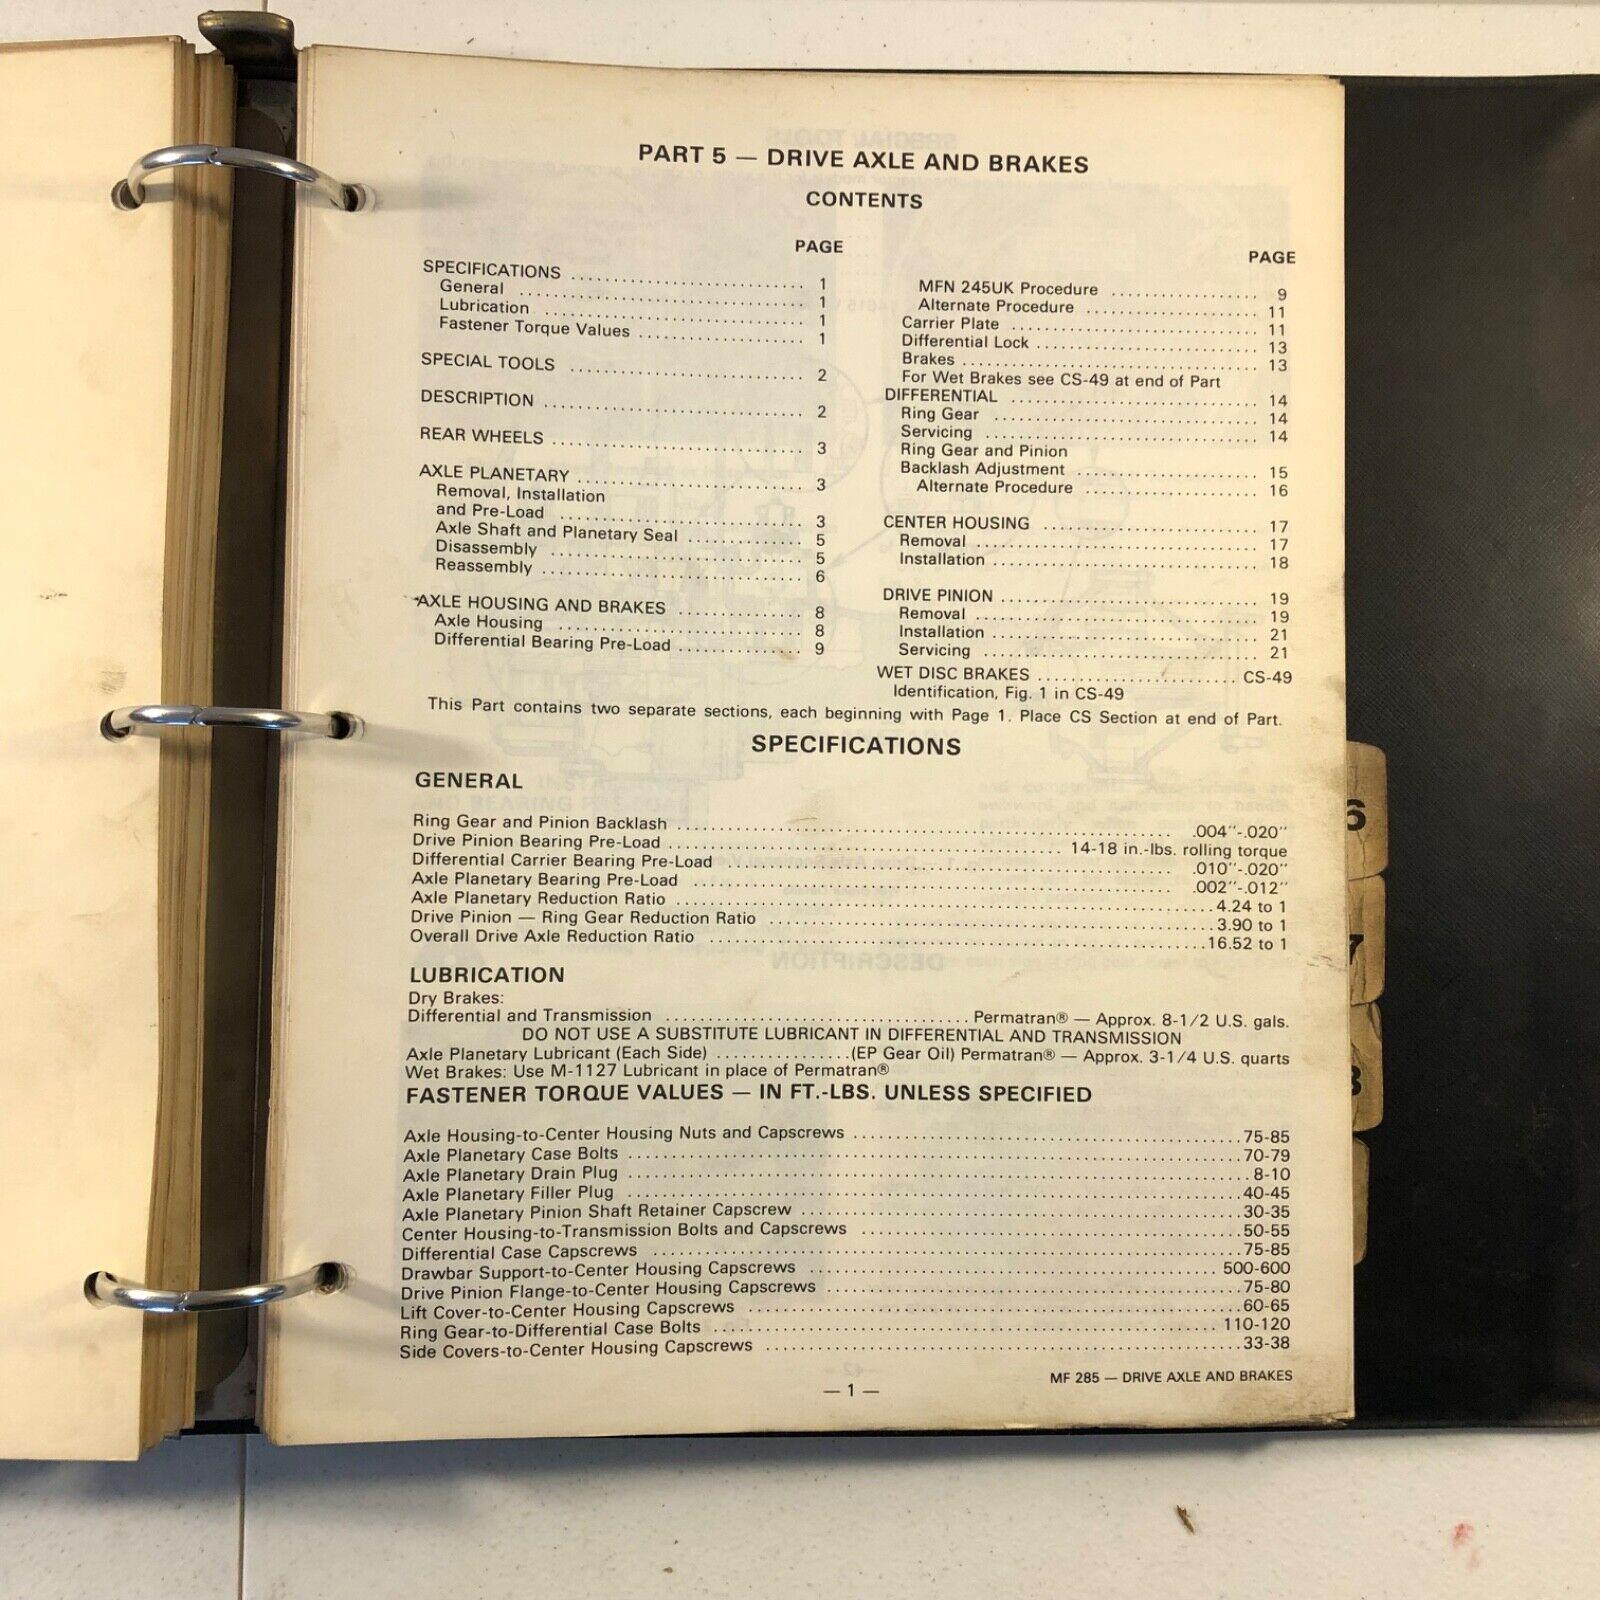 PART 5 — DRIVE AXLE AND BRAKES
CONTENTS
PAGE
SPECIFICATIONS ........................... 1
General ................................. 1
Lubrication .............................. 1
Fastener Torque Values ................... 1
SPECIAL TOOLS ........................... 2
DESCRIPTION .............................. 2
REAR WHEELS ............................. 3
AXLE PLANETARY .......................... 3
Removal, Installation
and Pre-Load ............................ 3
Axle Shaft and Planetary Seal .............. 5
Disassembly .............................. 5
Reassembly .............................. 6
AXLE HOUSING AND BRAKES .............. 8
Axle Housing ............................ 8
Differential Bearing Pre-Load ............... 9
PAGE
MFN 245UK Procedure .................. 9
Alternate Procedure ..................... 11
Carrier Plate .............................. 11
Differential Lock ........................... 13
Brakes .................................... 13
For Wet Brakes see CS-49 at end of Part
DIFFERENTIAL .............................. 14
Ring Gear ................................ 14
Servicing ................................. 14
Ring Gear and Pinion
Backlash Adjustment ...................... 15
Alternate Procedure ..................... 16
CENTER HOUSING .......................... 17
Removal .................................. 17
Installation ................................ 18
DRIVE PINION ............................... 19
Removal .................................. 19
Installation ................................ 21
Servicing ................................. 21
WET DISC BRAKES ........................ CS-49
Identification, Fig. 1 in CS-49
This Part contains two separate sections, each beginning with Page 1. Place CS Section at end of Part.
SPECIFICATIONS
GENERAL
Ring Gear and Pinion Backlash ............................ .004"-.020"
Drive Pinion Bearing Pre-Load ............................ 14-18 in.-lbs. rolling torque
Differential Carrier Bearing Pre-Load ............................ .010"-.020"
Axle Planetary Bearing Pre-Load ............................ .002"-.012"
Axle Planetary Reduction Ratio ............................ 4.24 to 1
Drive Pinion — Ring Gear Reduction Ratio ............................ 3.90 to 1
Overall Drive Axle Reduction Ratio ............................ 16.52 to 1
LUBRICATION
Dry Brakes:
Differential and Transmission ............................ Permatran® — Approx. 8-1/2 U.S. gals.
DO NOT USE A SUBSTITUTE LUBRICANT IN DIFFERENTIAL AND TRANSMISSION
Axle Planetary Lubricant (Each Side) ................(EP Gear Oil) Permatran® — Approx. 3-1/4 U.S. quarts
Wet Brakes: Use M-1127 Lubricant in place of Permatran®
FASTENER TORQUE VALUES — IN FT.-LBS. UNLESS SPECIFIED
Axle Housing-to-Center Housing Nuts and Capscrews ............................ 75-85
Axle Planetary Case Bolts ............................ 70-79
Axle Planetary Drain Plug ............................ 8-10
Axle Planetary Filler Plug ............................ 40-45
Axle Planetary Pinion Shaft Retainer Capscrew ............................ 30-35
Center Housing-to-Transmission Bolts and Capscrews ............................ 50-55
Differential Case Capscrews ............................ 75-85
Drawbar Support-to-Center Housing Capscrews ............................ 500-600
Drive Pinion Flange-to-Center Housing Capscrews ............................ 75-80
Lift Cover-to-Center Housing Capscrews ............................ 60-65
Ring Gear-to-Differential Case Bolts ............................ 110-120
Side Covers-to-Center Housing Capscrews ............................ 33-38
MF 285 — DRIVE AXLE AND BRAKES
— 1 —
6
7